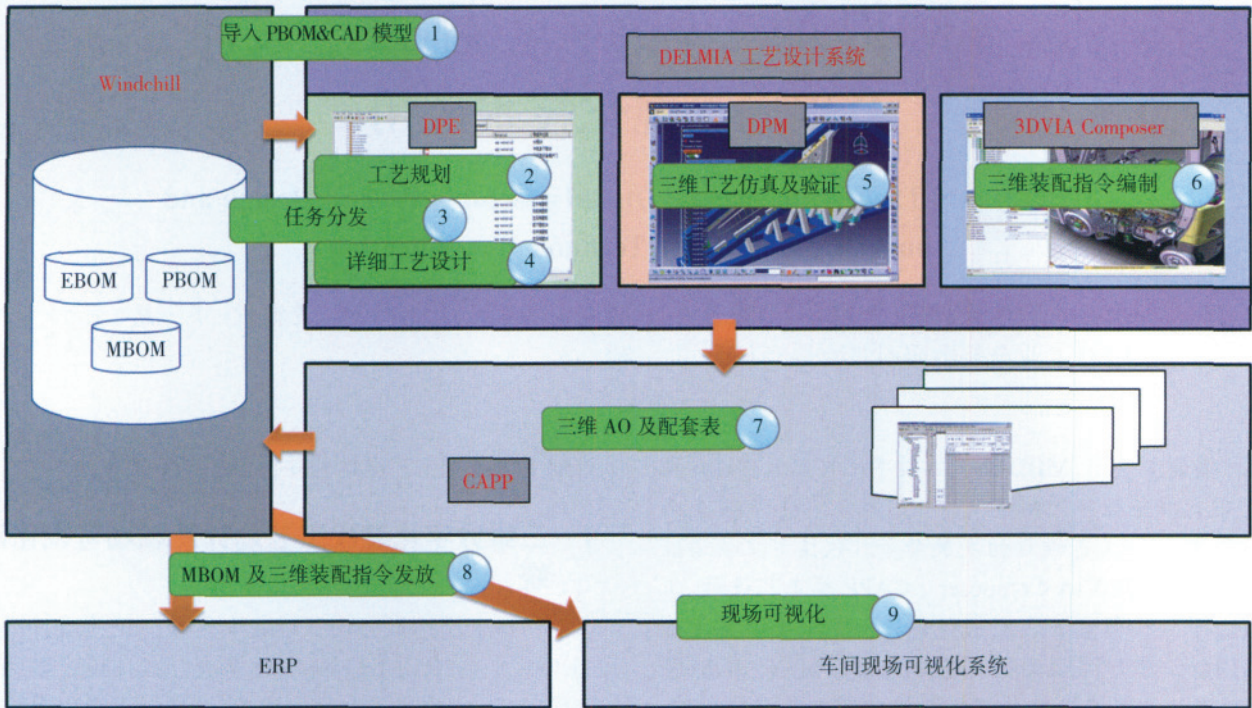 导入 PBOM&CAD 模型 1
Windchill
DELMIA 工艺设计系统
DPE
DPM
3DVIA Composer
工艺规划 2
三维工艺仿真及验证 5
三维装配指令编制 6
任务分发 3
详细工艺设计 4
EBOM
PBOM
MBOM
三维 AO 及配套表 7
CAPP
MBOM 及三维装配指令发放 8
现场可视化 9
ERP
车间现场可视化系统